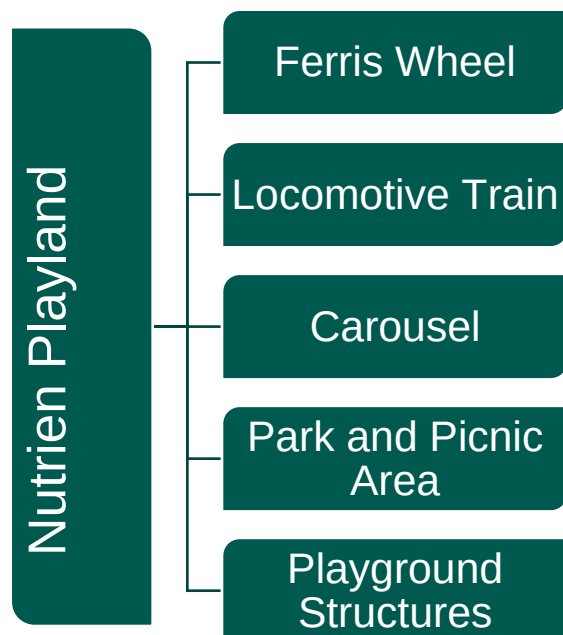 Nutrien Playland
Ferris Wheel
Locomotive Train
Carousel
Park and Picnic
Area
Playground
Structures